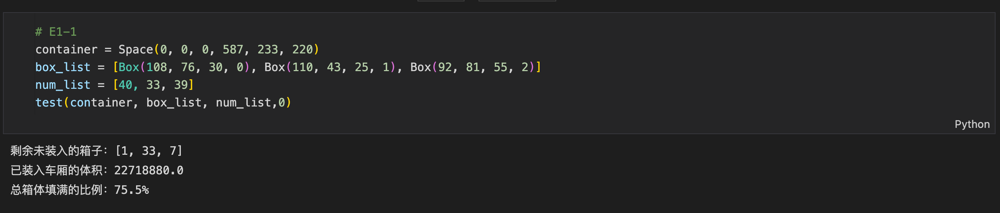 # E1-1
container = Space(0, 0, 0, 587, 233, 220)
box_list = [Box(108, 76, 30, 0), Box(110, 43, 25, 1), Box(92, 81, 55, 2)]
num_list = [40, 33, 39]
test(container, box_list, num_list,0)
Python
剩余未装入的箱子：[1, 33, 7]
已装入车厢的体积：22718880.0
总箱体填满的比例：75.5%